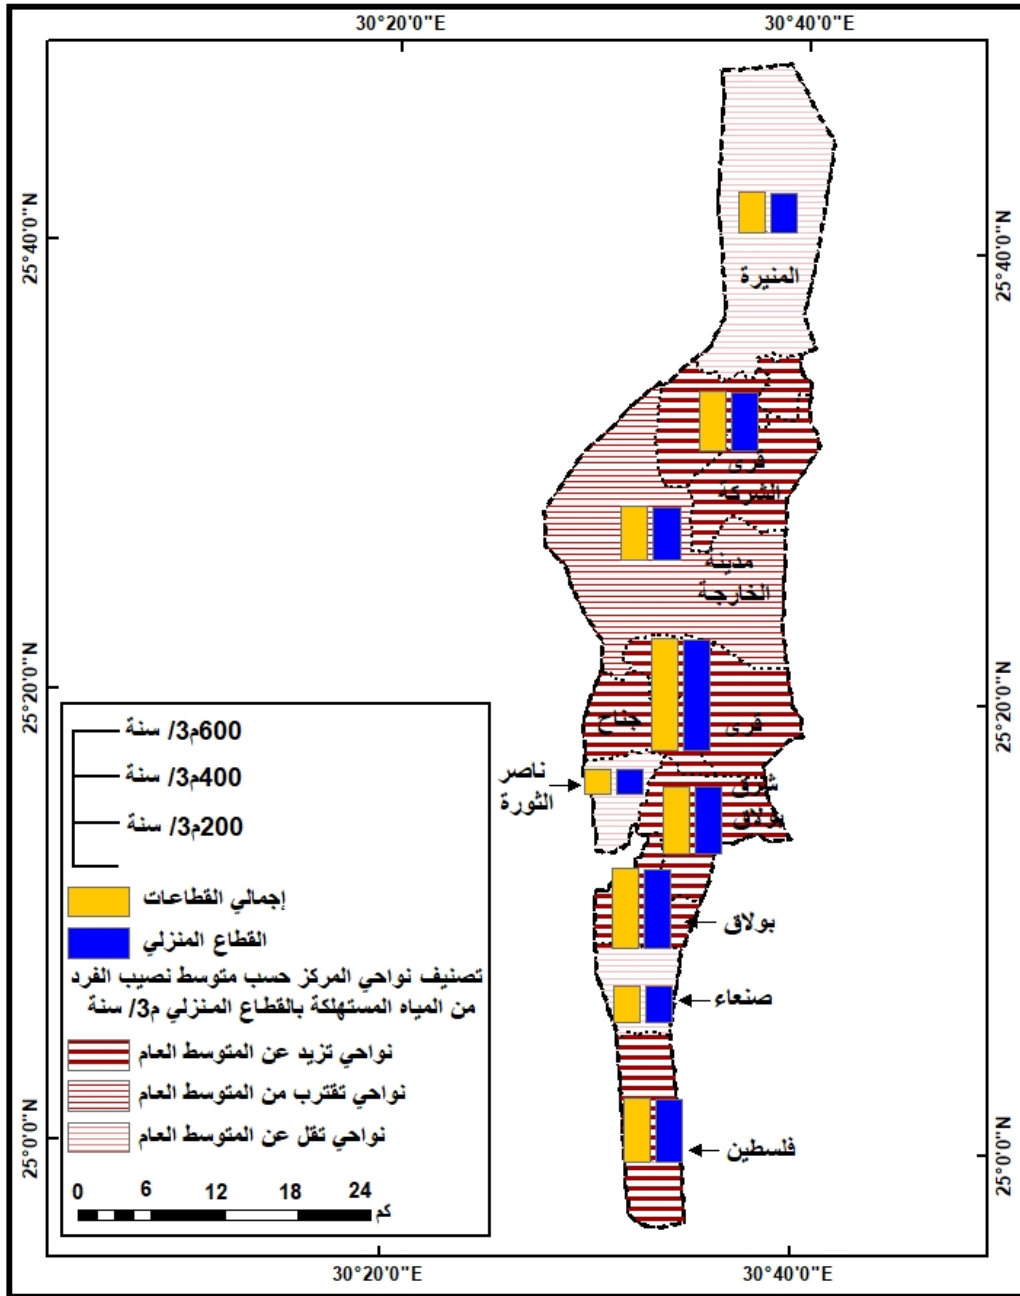 30°20'0"E
30°40'0"E
25°40'0"N
25°40'0"N
المنيرة
قرى
الشركة
مدينة
الخارجة
25°20'0"N
25°20'0"N
جناح
قرى
ناصر
الثورة
شرق
بولاق
بولاق
صنعاء
فلسطين
600م3/ سنة
400م3/ سنة
200م3/ سنة
إجمالي القطاعات
القطاع المنزلي
تصنيف نواحي المركز حسب متوسط نصيب الفرد
من المياه المستهلكة بالقطاع المنزلي م3/ سنة
نواحي تزيد عن المتوسط العام
نواحي تقترب من المتوسط العام
نواحي تقل عن المتوسط العام
0 6 12 18 24
كم
25°0'0"N
25°0'0"N
30°20'0"E
30°40'0"E